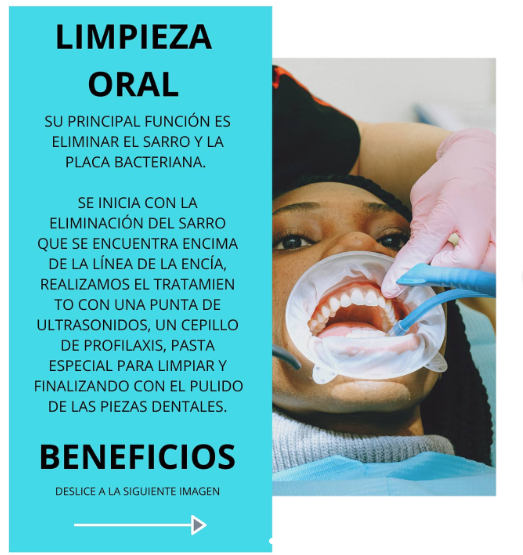 LIMPIEZA
ORAL
SU PRINCIPAL FUNCIÓN ES
ELIMINAR EL SARRO Y LA
PLACA BACTERIANA.
SE INICIA CON LA
ELIMINACIÓN DEL SARRO
QUE SE ENCUENTRA ENCIMA
DE LA LÍNEA DE LA ENCÍA,
REALIZAMOS EL TRATAMIEN
TO CON UNA PUNTA DE
ULTRASONIDOS, UN CEPILLO
DE PROFILAXIS, PASTA
ESPECIAL PARA LIMPIAR Y
FINALIZANDO CON EL PULIDO
DE LAS PIEZAS DENTALES.
BENEFICIOS
DESLICE A LA SIGUIENTE IMAGEN